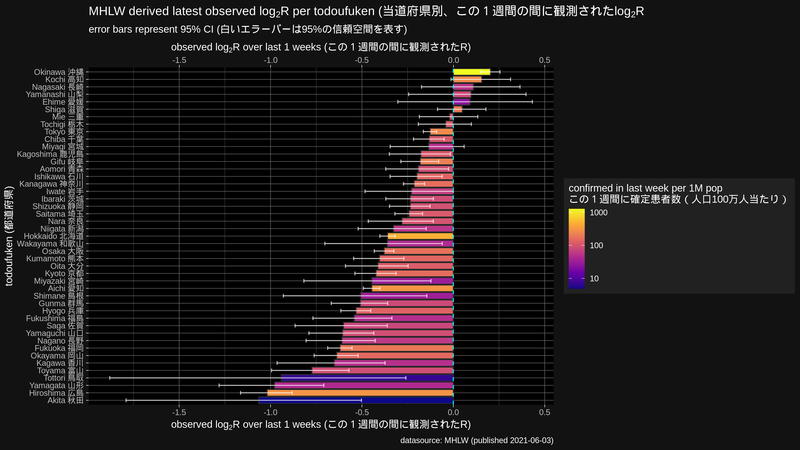 MHLW derived latest observed log2R per todoufuken (当道府県別、この１週間の間に観測されたlog2R
error bars represent 95% CI (白いエラーバーは95%の信頼空間を表す)
observed log2R over last 1 weeks (この１週間の間に観測されたR)
-1.5 -1.0 -0.5 0.0 0.5
todoufuken (都道府県)
Okinawa 沖縄
Kochi 高知
Nagasaki 長崎
Yamanashi 山梨
Ehime 愛媛
Shiga 滋賀
Mie 三重
Tochigi 栃木
Tokyo 東京
Chiba 千葉
Miyagi 宮城
Kagoshima 鹿児島
Gifu 岐阜
Aomori 青森
Ishikawa 石川
Kanagawa 神奈川
Iwate 岩手
Ibaraki 茨城
Shizuoka 静岡
Saitama 埼玉
Nara 奈良
Niigata 新潟
Hokkaido 北海道
Wakayama 和歌山
Osaka 大阪
Kumamoto 熊本
Oita 大分
Kyoto 京都
Miyazaki 宮崎
Aichi 愛知
Shimane 島根
Gunma 群馬
Hyogo 兵庫
Fukushima 福島
Saga 佐賀
Yamaguchi 山口
Nagano 長野
Fukuoka 福岡
Okayama 岡山
Kagawa 香川
Toyama 富山
Tottori 鳥取
Yamagata 山形
Hiroshima 広島
Akita 秋田
-1.5 -1.0 -0.5 0.0 0.5
observed log2R over last 1 weeks (この１週間の間に観測されたR)
confirmed in last week per 1M pop
この１週間に確定患者数（人口100万人当たり）
1000
100
10
datasource: MHLW (published 2021-06-03)